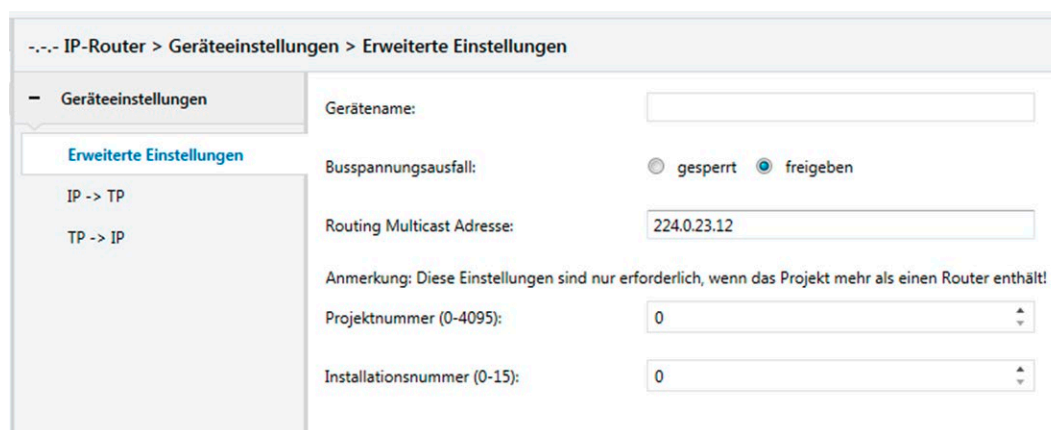 -.-.- IP-Router > Geräteeinstellungen > Erweiterte Einstellungen
– Geräteeinstellungen
Erweiterte Einstellungen
IP -> TP
TP -> IP
Gerätename:
Busspannungsausfall: gesperrt freigeben
Routing Multicast Adresse: 224.0.23.12
Anmerkung: Diese Einstellungen sind nur erforderlich, wenn das Projekt mehr als einen Router enthält!
Projektnummer (0-4095): 0
Installationsnummer (0-15): 0